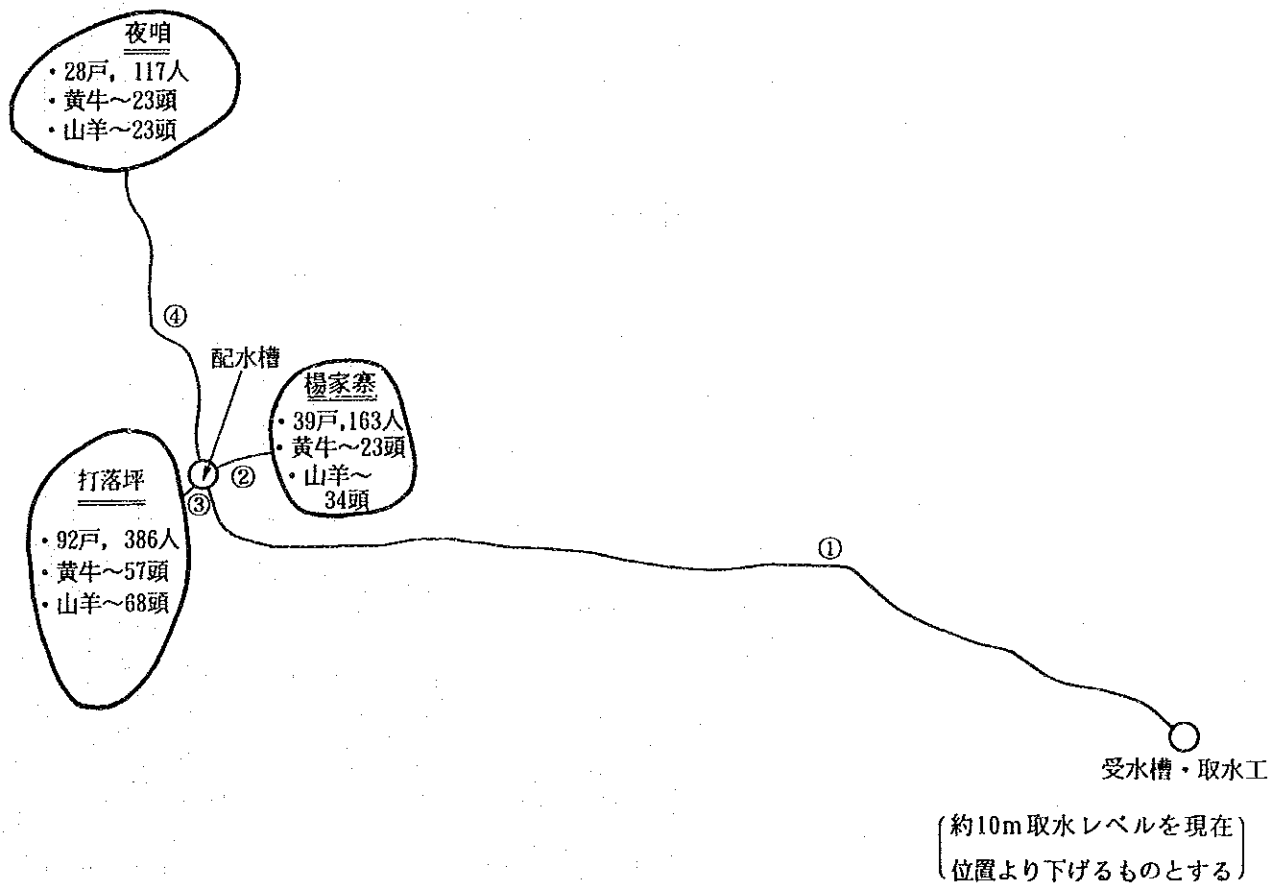 夜咱
・28戸，117人
・黄牛～23頭
・山羊～23頭
④
配水槽
楊家寨
・39戸,163人
・黄牛～23頭
・山羊～
34頭
②
③
打落坪
・92戸，386人
・黄牛～57頭
・山羊～68頭
①
受水槽・取水工
約10m取水レベルを現在
位置より下げるものとする